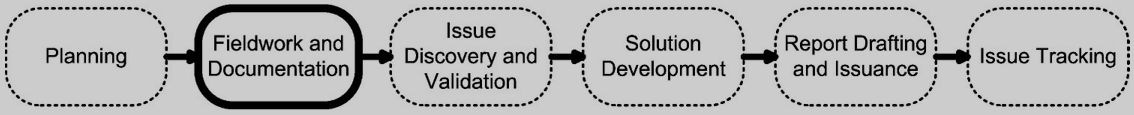 Planning
Fieldwork and
Documentation
Issue
Discovery and
Validation
Solution
Development
Report Drafting
and Issuance
Issue Tracking